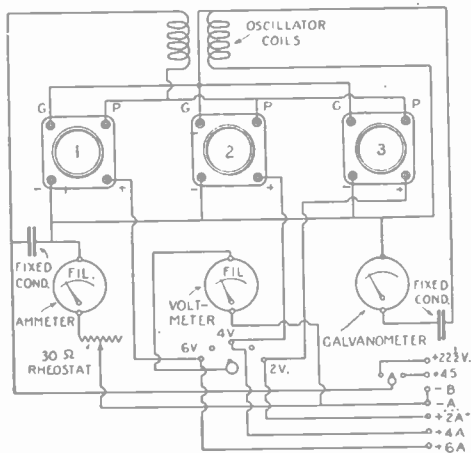 OSCILLATOR
COILS
G P G P G P
1 2 3
- + - + - +
FIXED
COND.
FIL.
AMMETER
30 Ω
RHEOSTAT
FIL
VOLT-
METER
6V
4V
2V.
GALVANOMETER
FIXED
COND.
A
+22½V.
+45
-B
-A
+2A
+4A
+6A